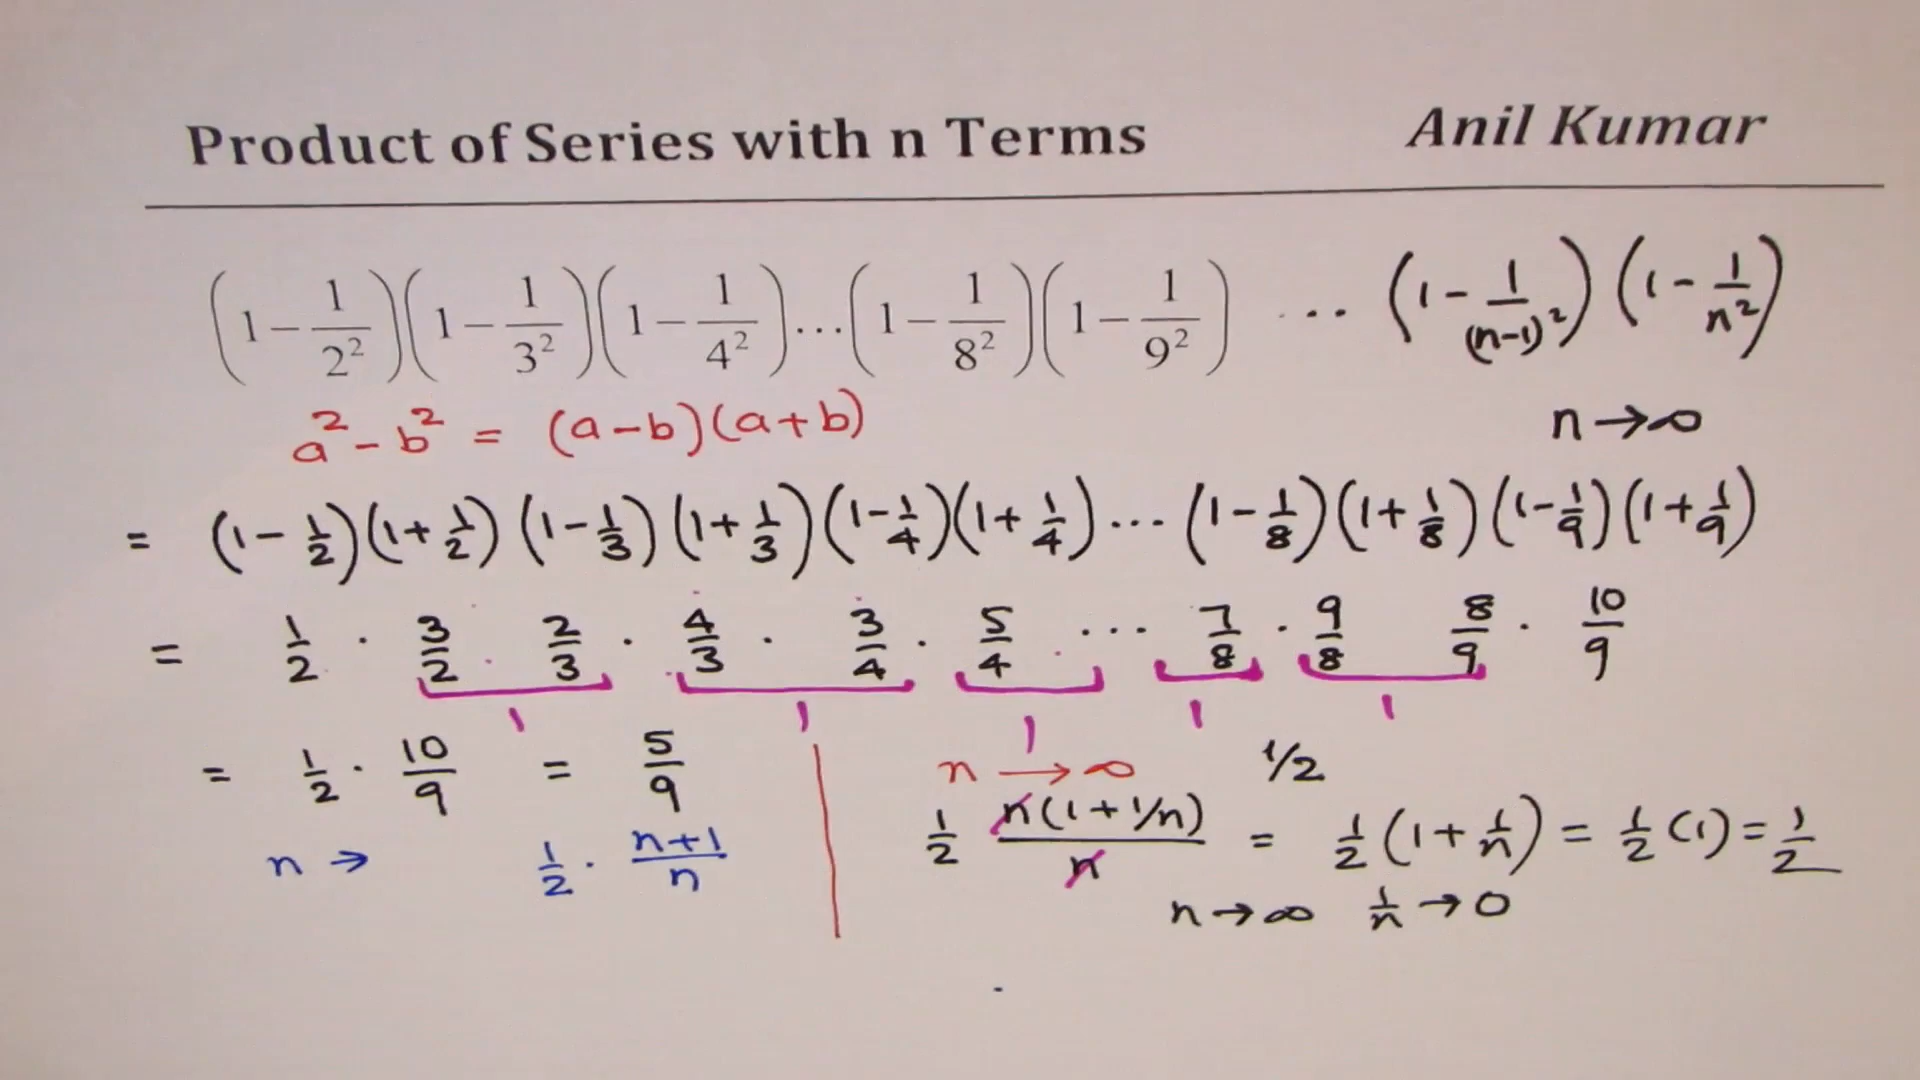 Product of Series with n Terms Anil Kumar
(1 − 1/2²)(1 − 1/3²)(1 − 1/4²)...(1 − 1/8²)(1 − 1/9²) ... (1 − 1/(n−1)²)(1 − 1/n²)
a² − b² = (a−b)(a+b) n→∞
= (1 − 1/2)(1 + 1/2)(1 − 1/3)(1 + 1/3)(1 − 1/4)(1 + 1/4)...(1 − 1/8)(1 + 1/8)(1 − 1/9)(1 + 1/9)
= 1/2 · 3/2 2/3 · 4/3 · 3/4 · 5/4 ... 7/8 · 9/8 8/9 · 10/9
1 1 1 1 1
= 1/2 · 10/9 = 5/9
n → 1/2 · n+1/n
n → ∞ 1/2
1/2 n(1+1/n)/n = 1/2 (1 + 1/n) = 1/2 (1) = 1/2
n→∞ 1/n → 0